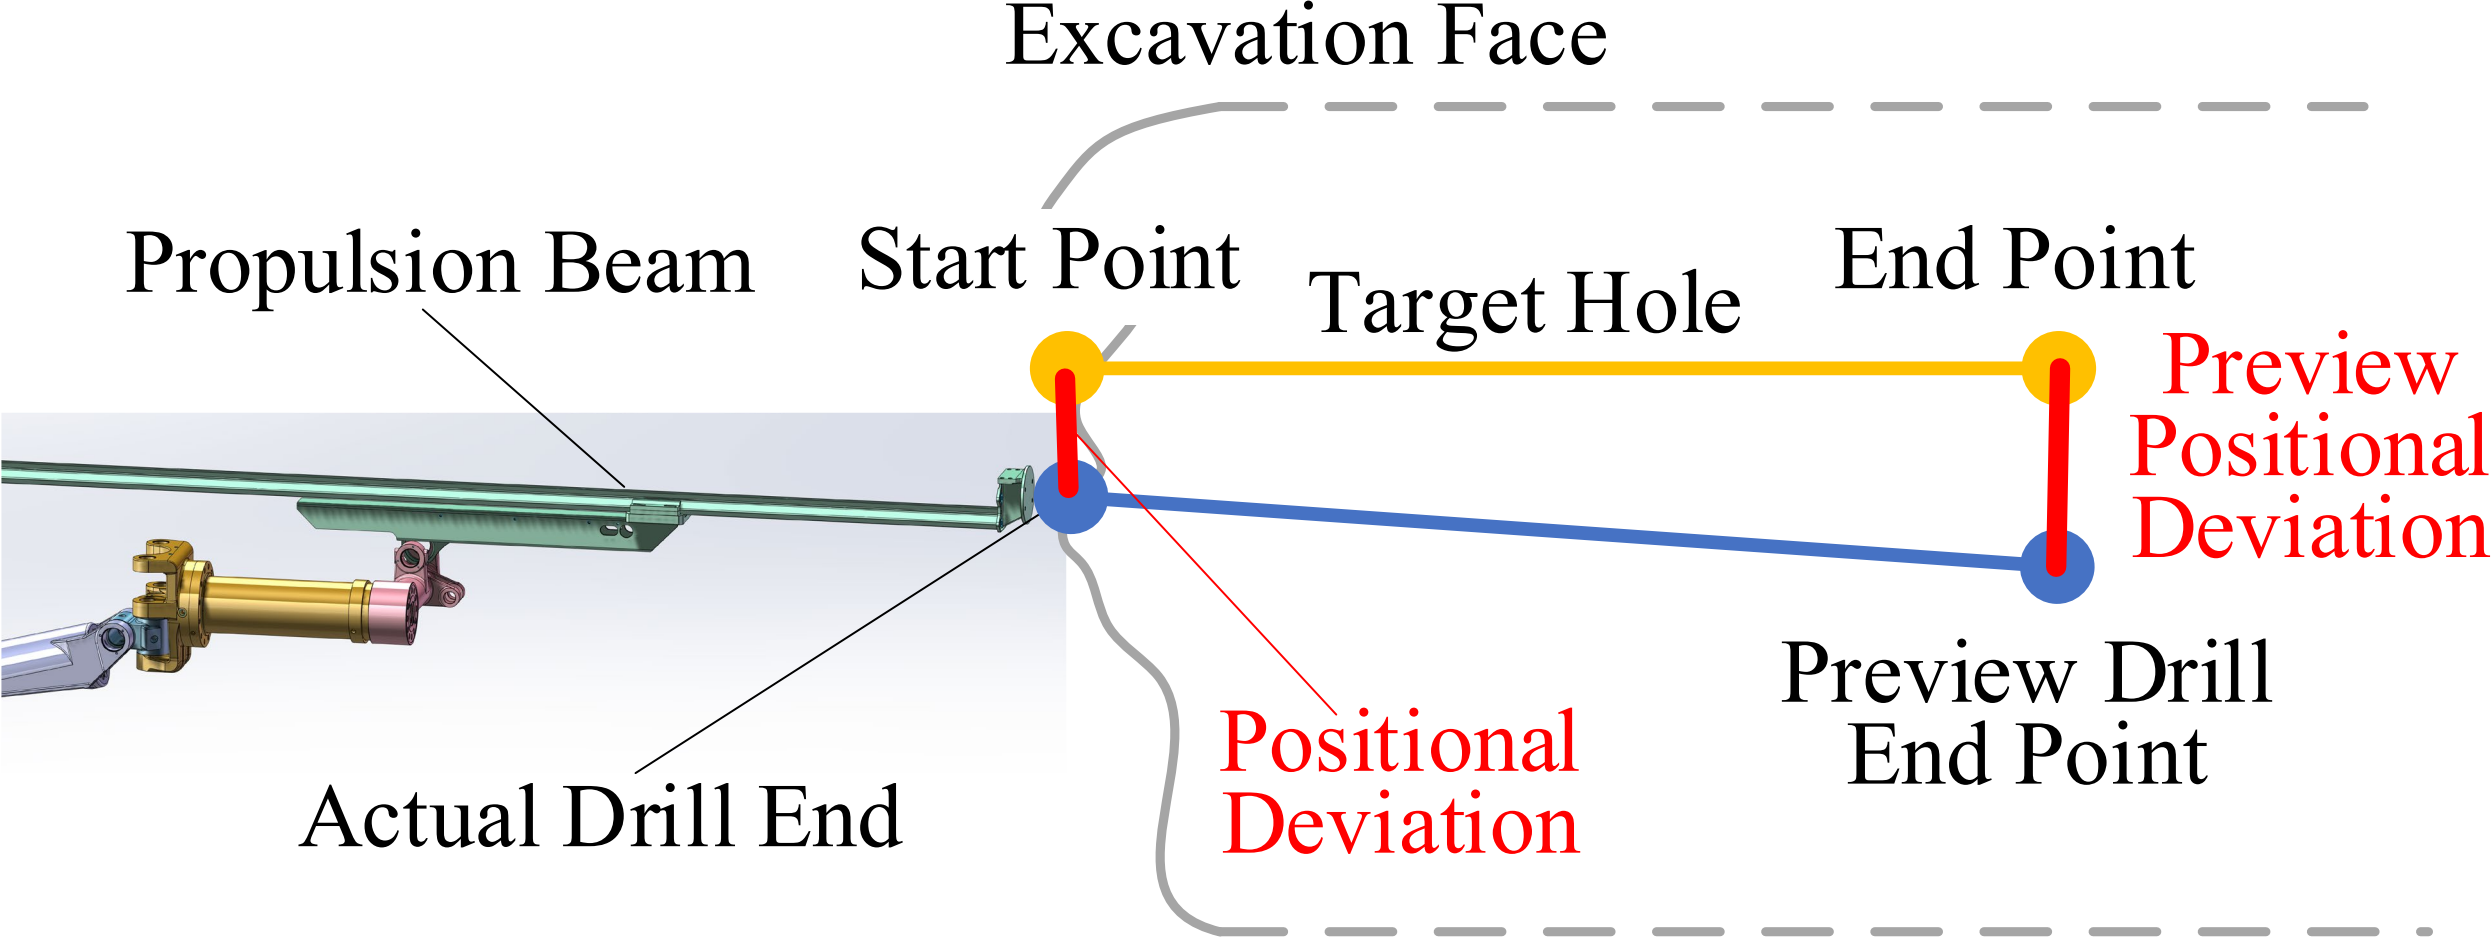 Excavation Face
Propulsion Beam
Start Point
Target Hole
End Point
Preview
Positional
Deviation
Actual Drill End
Positional
Deviation
Preview Drill
End Point